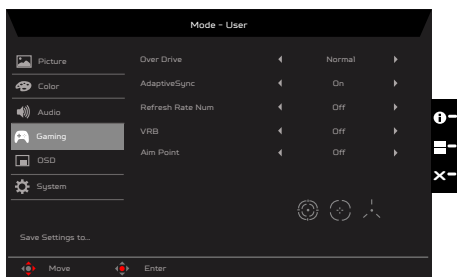 Mode - User
Picture
Color
Audio
Gaming
OSD
System
Over Drive Normal
AdaptiveSync On
Refresh Rate Num Off
VRB Off
Aim Point Off
Save Settings to...
Move Enter